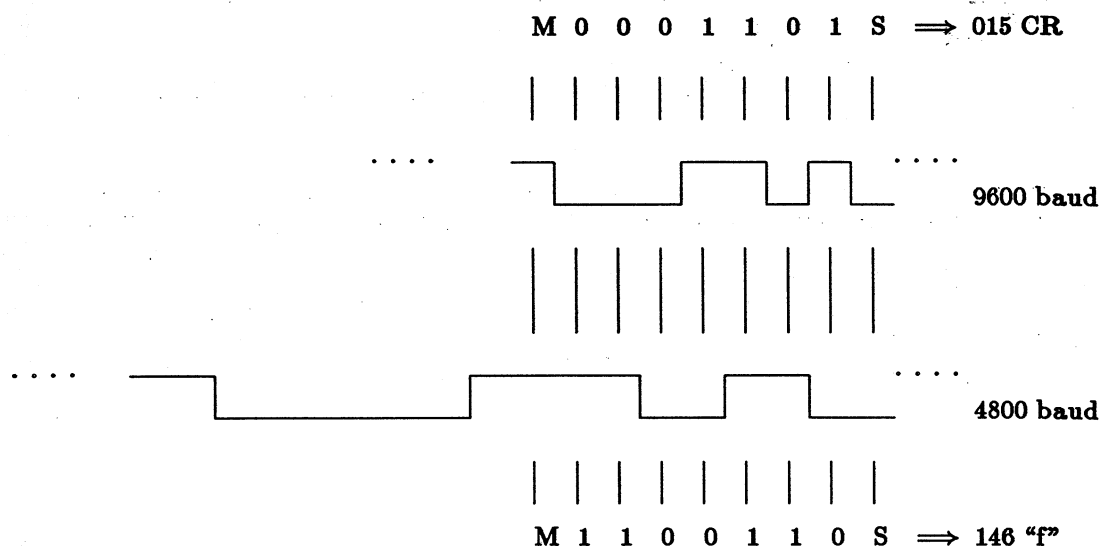 M 0 0 0 1 1 0 1 S ⟹ 015 CR
. . . . . . . .
9600 baud
. . . . . . . .
4800 baud
M 1 1 0 0 1 1 0 S ⟹ 146 “f”